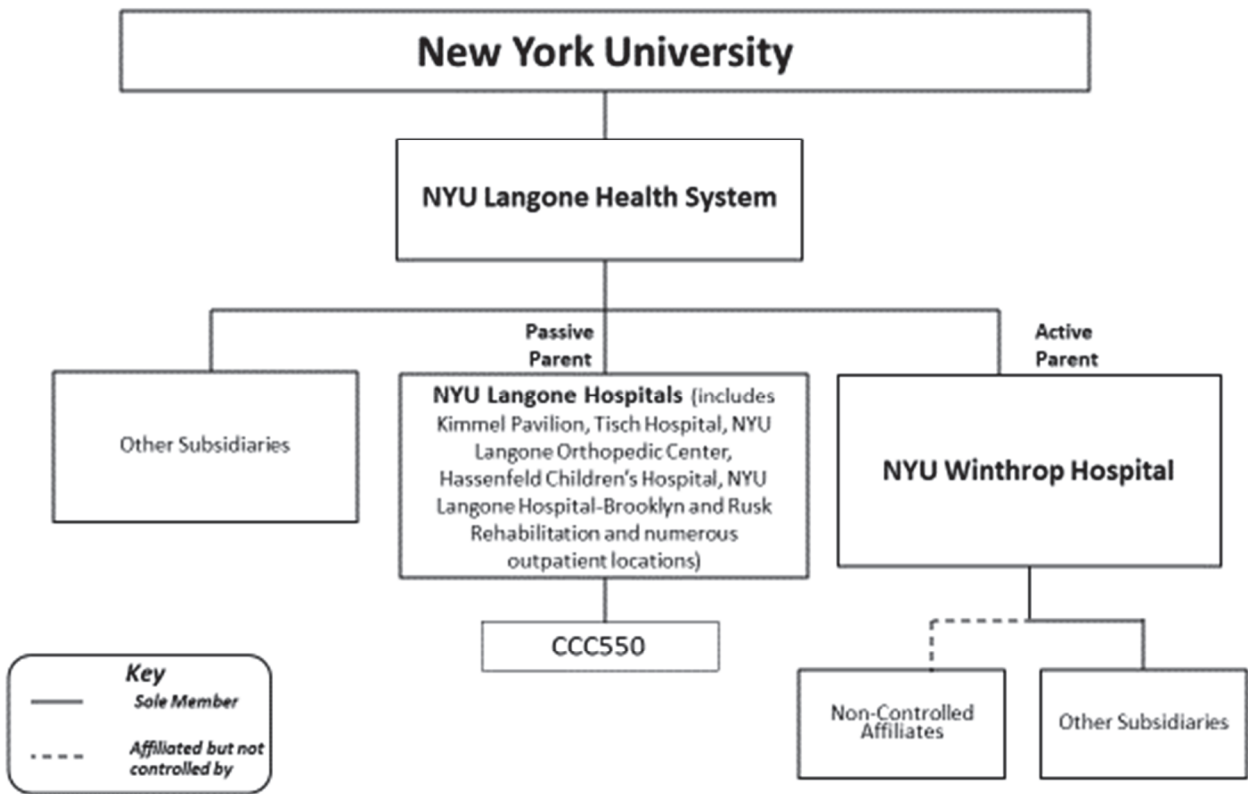 New York University
NYU Langone Health System
Passive
Parent
Active
Parent
Other Subsidiaries
NYU Langone Hospitals (includes
Kimmel Pavilion, Tisch Hospital, NYU
Langone Orthopedic Center,
Hassenfeld Children's Hospital, NYU
Langone Hospital-Brooklyn and Rusk
Rehabilitation and numerous
outpatient locations)
NYU Winthrop Hospital
CCC550
Non-Controlled
Affiliates
Other Subsidiaries
Key
Sole Member
Affiliated but not
controlled by